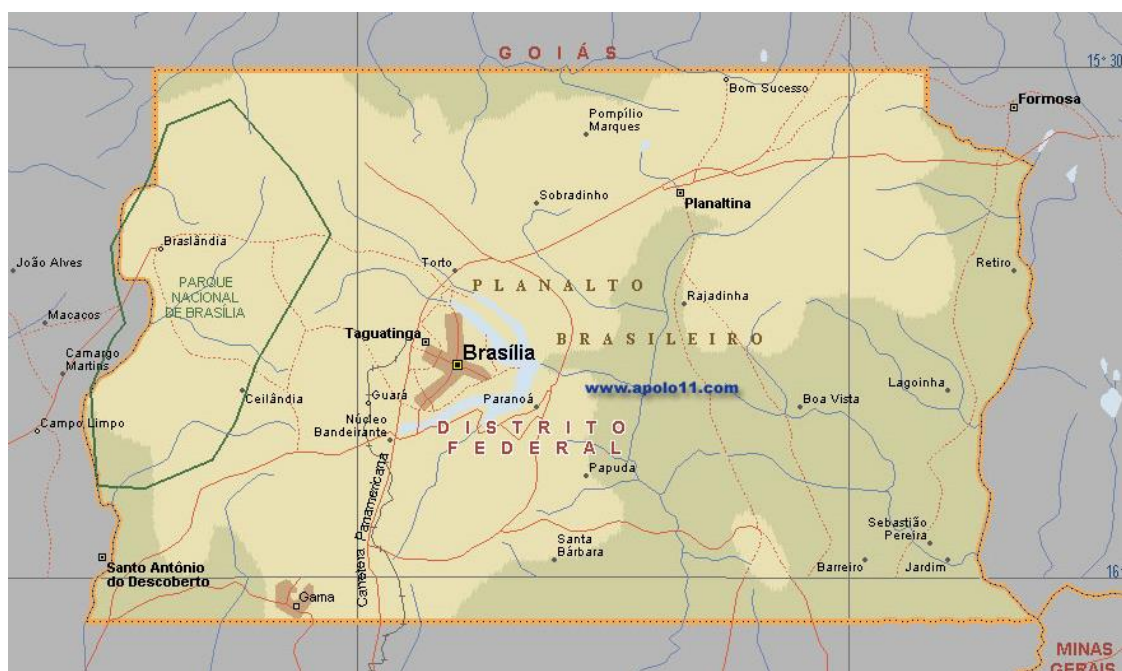 GOIÁS
15° 30
Bom Sucesso
Formosa
Pompílio
Marques
Sobradinho
Planaltina
Braslândia
João Alves
Torto
Retiro
PLANALTO
PARQUE
NACIONAL
DE BRASÍLIA
Rajadinha
Macacos
Taguatinga
BRASILEIRO
Brasília
Camargo
Martins
www.apolo11.com
Lagoinha
Ceilândia
Guará
Paranoá
Boa Vista
Campo Limpo
Núcleo
Bandeirante
DISTRITO
FEDERAL
Papuda
Carretera Panamericana
Sebastião
Pereira
Santa
Bárbara
Santo Antônio
do Descoberto
Barreiro
Jardim
16°
Gama
MINAS
GERAIS